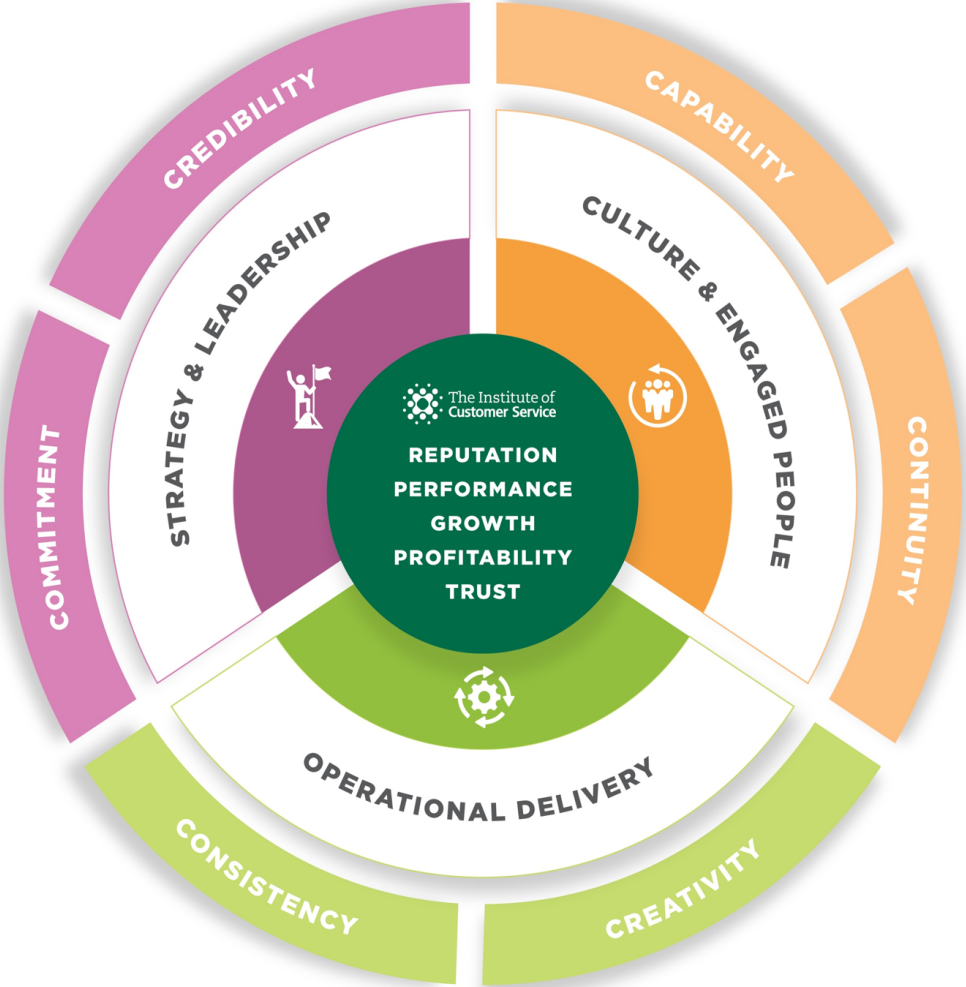 CREDIBILITY
CAPABILITY
STRATEGY & LEADERSHIP
CULTURE & ENGAGED PEOPLE
The Institute of
Customer Service
REPUTATION
PERFORMANCE
GROWTH
PROFITABILITY
TRUST
COMMITMENT
CONTINUITY
OPERATIONAL DELIVERY
CONSISTENCY
CREATIVITY